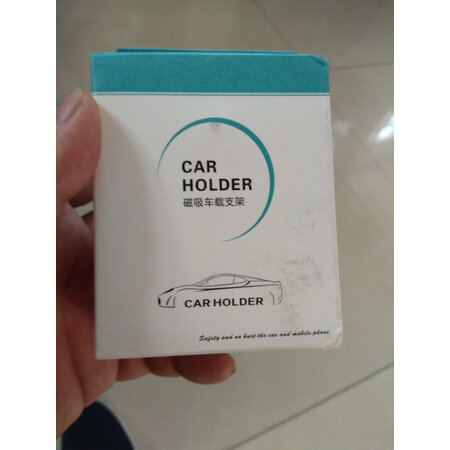 CAR
HOLDER
磁吸车载支架
CAR HOLDER
Safety and no hurt the car and mobile phone